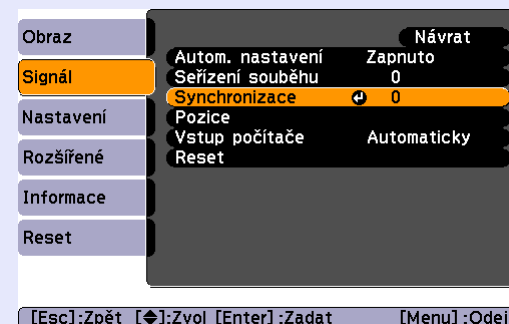 Obraz
Signál
Nastavení
Rozšířené
Informace
Reset
Návrat
Autom. nastavení Zapnuto
Seřízení souběhu 0
Synchronizace 0
Pozice
Vstup počítače Automaticky
Reset
[Esc]:Zpět [◆]:Zvol [Enter]:Zadat [Menu]:Odej